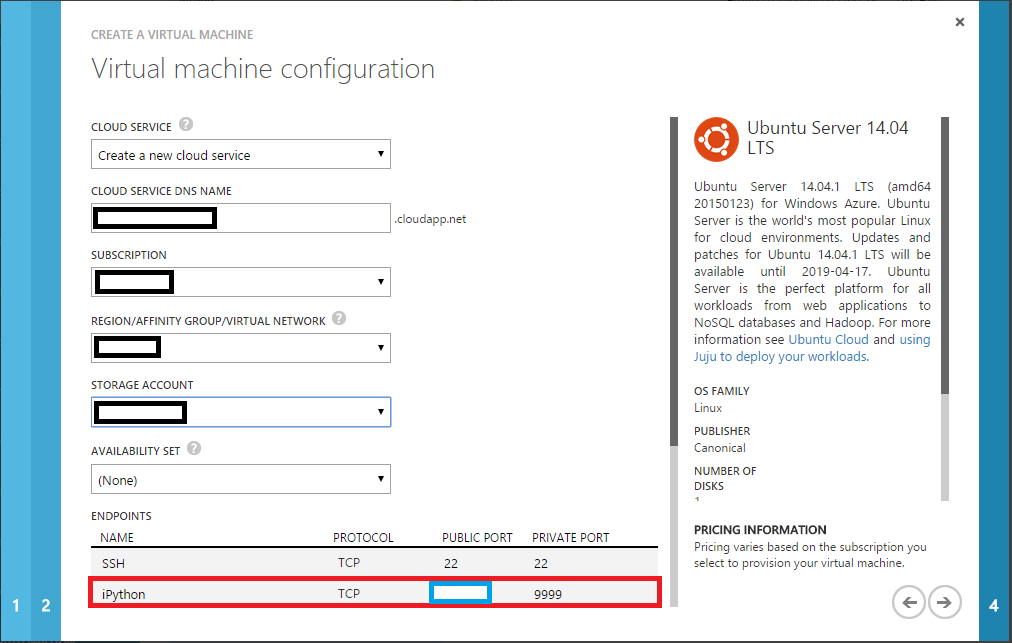 CREATE A VIRTUAL MACHINE
Virtual machine configuration
CLOUD SERVICE ?
Create a new cloud service
CLOUD SERVICE DNS NAME
.cloudapp.net
SUBSCRIPTION
REGION/AFFINITY GROUP/VIRTUAL NETWORK ?
STORAGE ACCOUNT
AVAILABILITY SET ?
(None)
ENDPOINTS
NAME PROTOCOL PUBLIC PORT PRIVATE PORT
SSH TCP 22 22
iPython TCP 9999
Ubuntu Server 14.04
LTS
Ubuntu Server 14.04.1 LTS (amd64
20150123) for Windows Azure. Ubuntu
Server is the world's most popular Linux
for cloud environments. Updates and
patches for Ubuntu 14.04.1 LTS will be
available until 2019-04-17. Ubuntu
Server is the perfect platform for all
workloads from web applications to
NoSQL databases and Hadoop. For more
information see Ubuntu Cloud and using
Juju to deploy your workloads.
OS FAMILY
Linux
PUBLISHER
Canonical
NUMBER OF
DISKS
PRICING INFORMATION
Pricing varies based on the subscription you
select to provision your virtual machine.
1 2
4